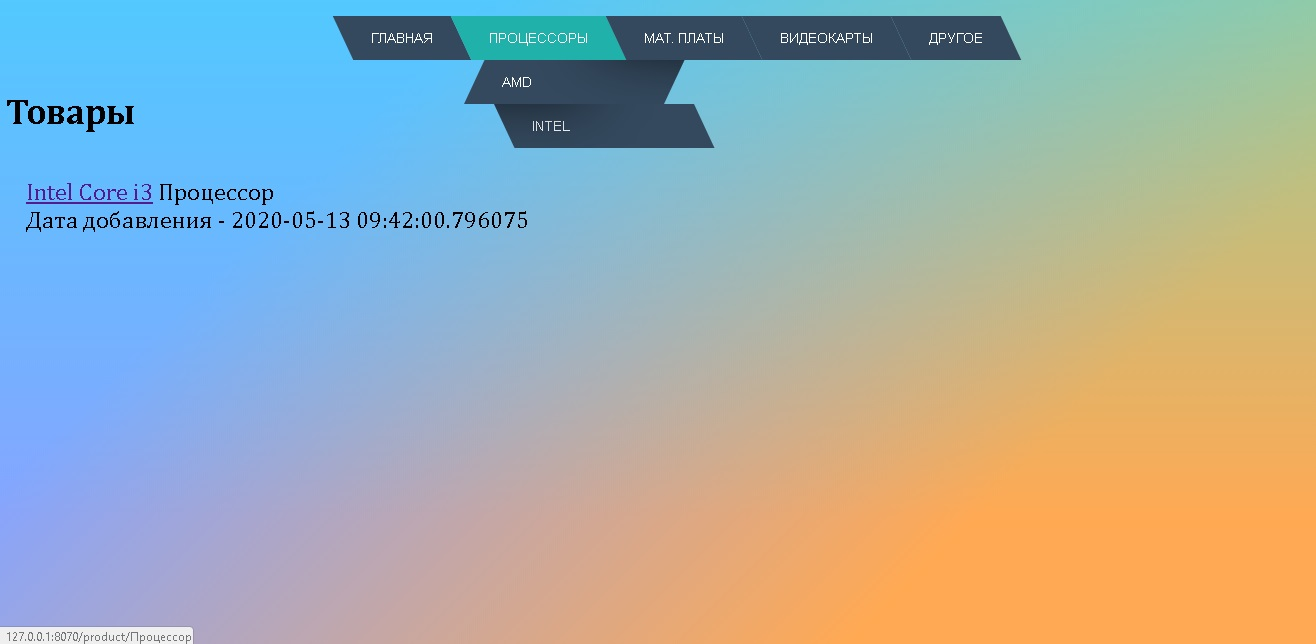 ГЛАВНАЯ ПРОЦЕССОРЫ МАТ. ПЛАТЫ ВИДЕОКАРТЫ ДРУГОЕ
AMD
INTEL
Товары
Intel Core i3 Процессор
Дата добавления - 2020-05-13 09:42:00.796075
127.0.0.1:8070/product/Процессор